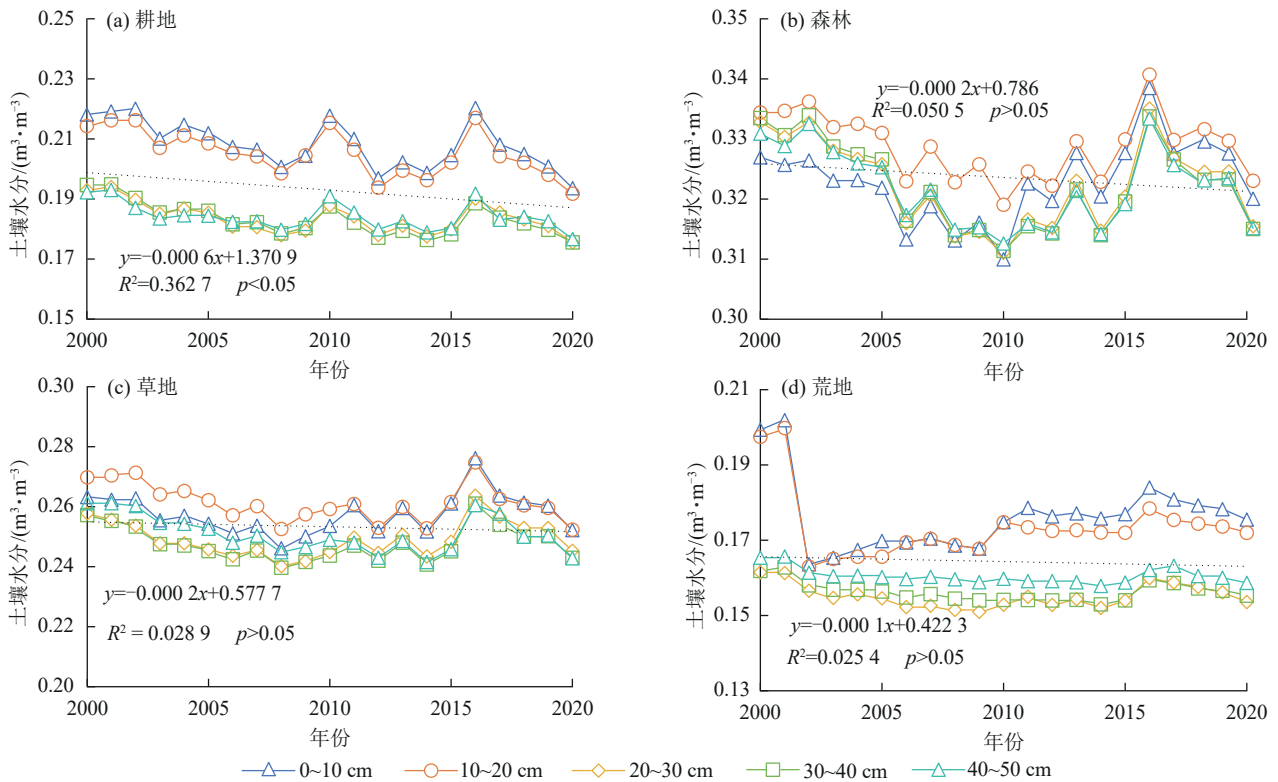 (a) 耕地
土壤水分/(m³·m⁻³)
0.25
0.23
0.21
0.19
0.17
0.15
y=−0.000 6x+1.370 9
R²=0.362 7 p<0.05
2000 2005 2010 2015 2020
年份
(b) 森林
土壤水分/(m³·m⁻³)
0.35
0.34
0.33
0.32
0.31
0.30
y=−0.000 2x+0.786
R²=0.050 5 p>0.05
2000 2005 2010 2015 2020
年份
(c) 草地
土壤水分/(m³·m⁻³)
0.30
0.28
0.26
0.24
0.22
0.20
y=−0.000 2x+0.577 7
R² = 0.028 9 p>0.05
2000 2005 2010 2015 2020
年份
(d) 荒地
土壤水分/(m³·m⁻³)
0.21
0.19
0.17
0.15
0.13
y=−0.000 1x+0.422 3
R²=0.025 4 p>0.05
2000 2005 2010 2015 2020
年份
0~10 cm 10~20 cm 20~30 cm 30~40 cm 40~50 cm